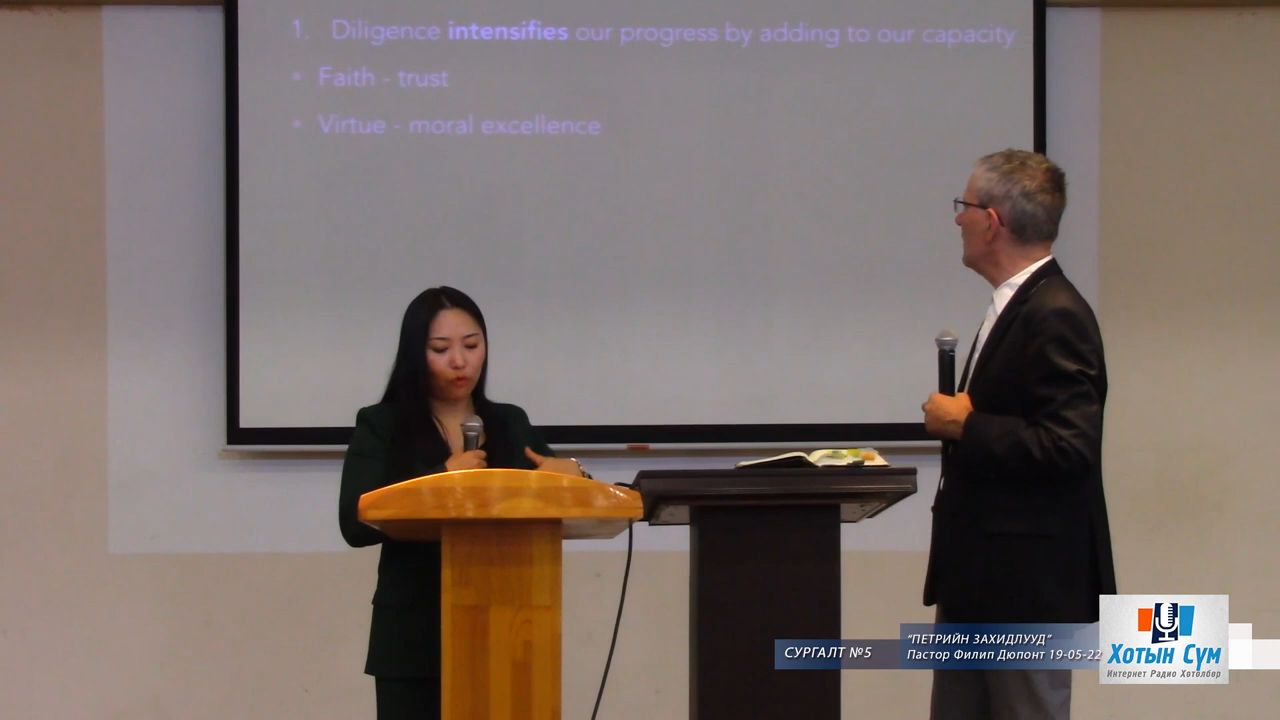 1. Diligence intensifies our progress by adding to our capacity
• Faith - trust
• Virtue - moral excellence
СУРГАЛТ №5
"ПЕТРИЙН ЗАХИДЛУУД"
Пастор Филип Дюпонт 19-05-22
Хотын Сүм
Интернет Радио Хөтөлбөр